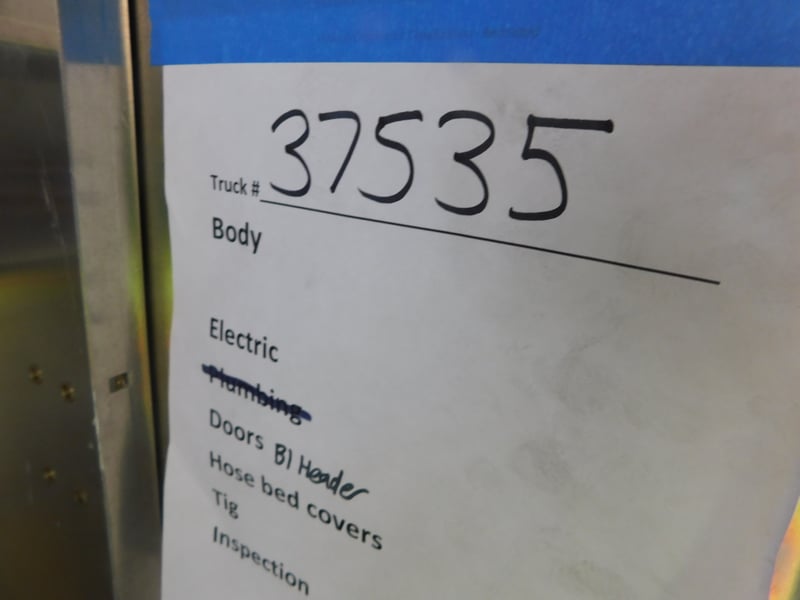 Truck # 37535
Body
Electric
Plumbing
Doors B1 Header
Hose bed covers
Tig
Inspection